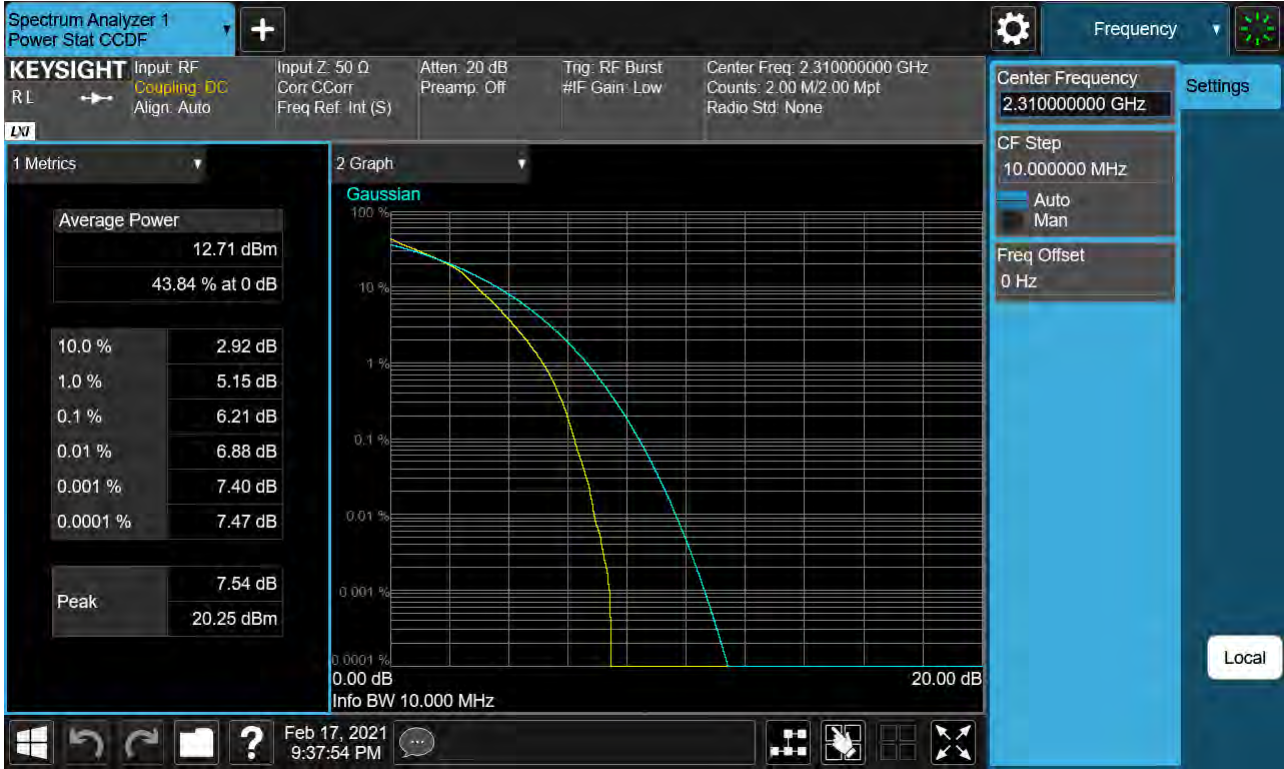 Spectrum Analyzer 1
Power Stat CCDF
Frequency
KEYSIGHT
R L
LXI
Input: RF
Coupling: DC
Align: Auto
Input Z: 50 Ω
Corr CCorr
Freq Ref: Int (S)
Atten: 20 dB
Preamp: Off
Trig: RF Burst
#IF Gain: Low
Center Freq: 2.310000000 GHz
Counts: 2.00 M/2.00 Mpt
Radio Std: None
1 Metrics
Average Power
12.71 dBm
43.84 % at 0 dB
10.0 % 2.92 dB
1.0 % 5.15 dB
0.1 % 6.21 dB
0.01 % 6.88 dB
0.001 % 7.40 dB
0.0001 % 7.47 dB
Peak
7.54 dB
20.25 dBm
2 Graph
Gaussian
100 %
10 %
1 %
0.1 %
0.01 %
0.001 %
0.0001 %
0.00 dB 20.00 dB
Info BW 10.000 MHz
Center Frequency
2.310000000 GHz
CF Step
10.000000 MHz
Auto
Man
Freq Offset
0 Hz
Settings
Local
?
Feb 17, 2021
9:37:54 PM